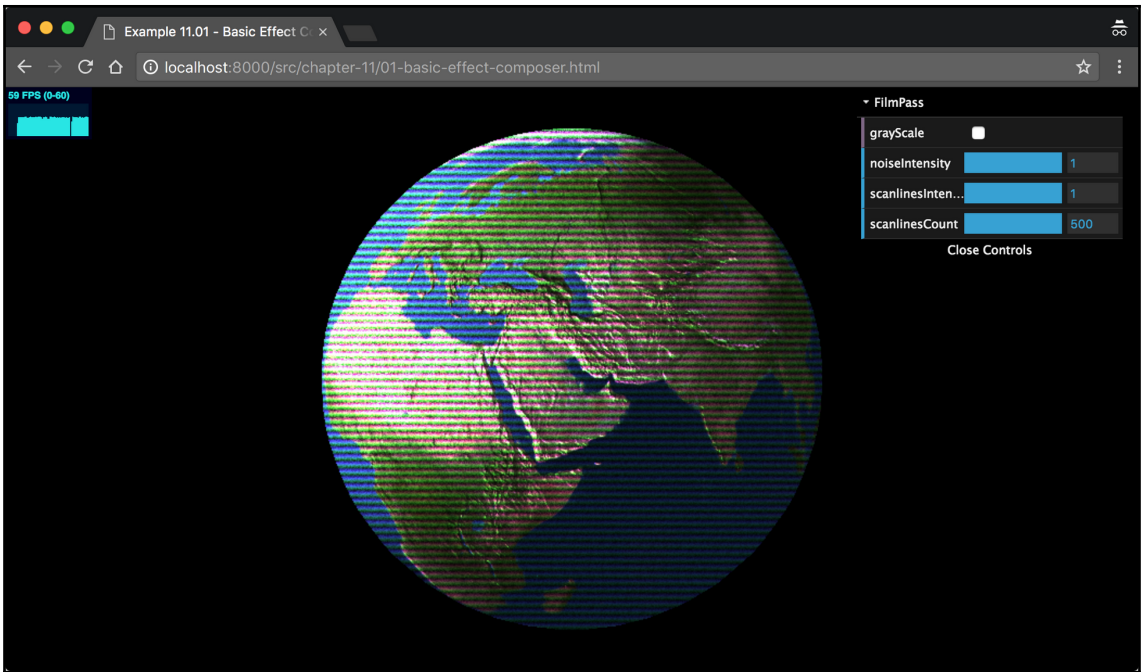 Example 11.01 - Basic Effect C
localhost:8000/src/chapter-11/01-basic-effect-composer.html
59 FPS (0-60)
FilmPass
grayScale
noiseIntensity 1
scanlinesInten... 1
scanlinesCount 500
Close Controls